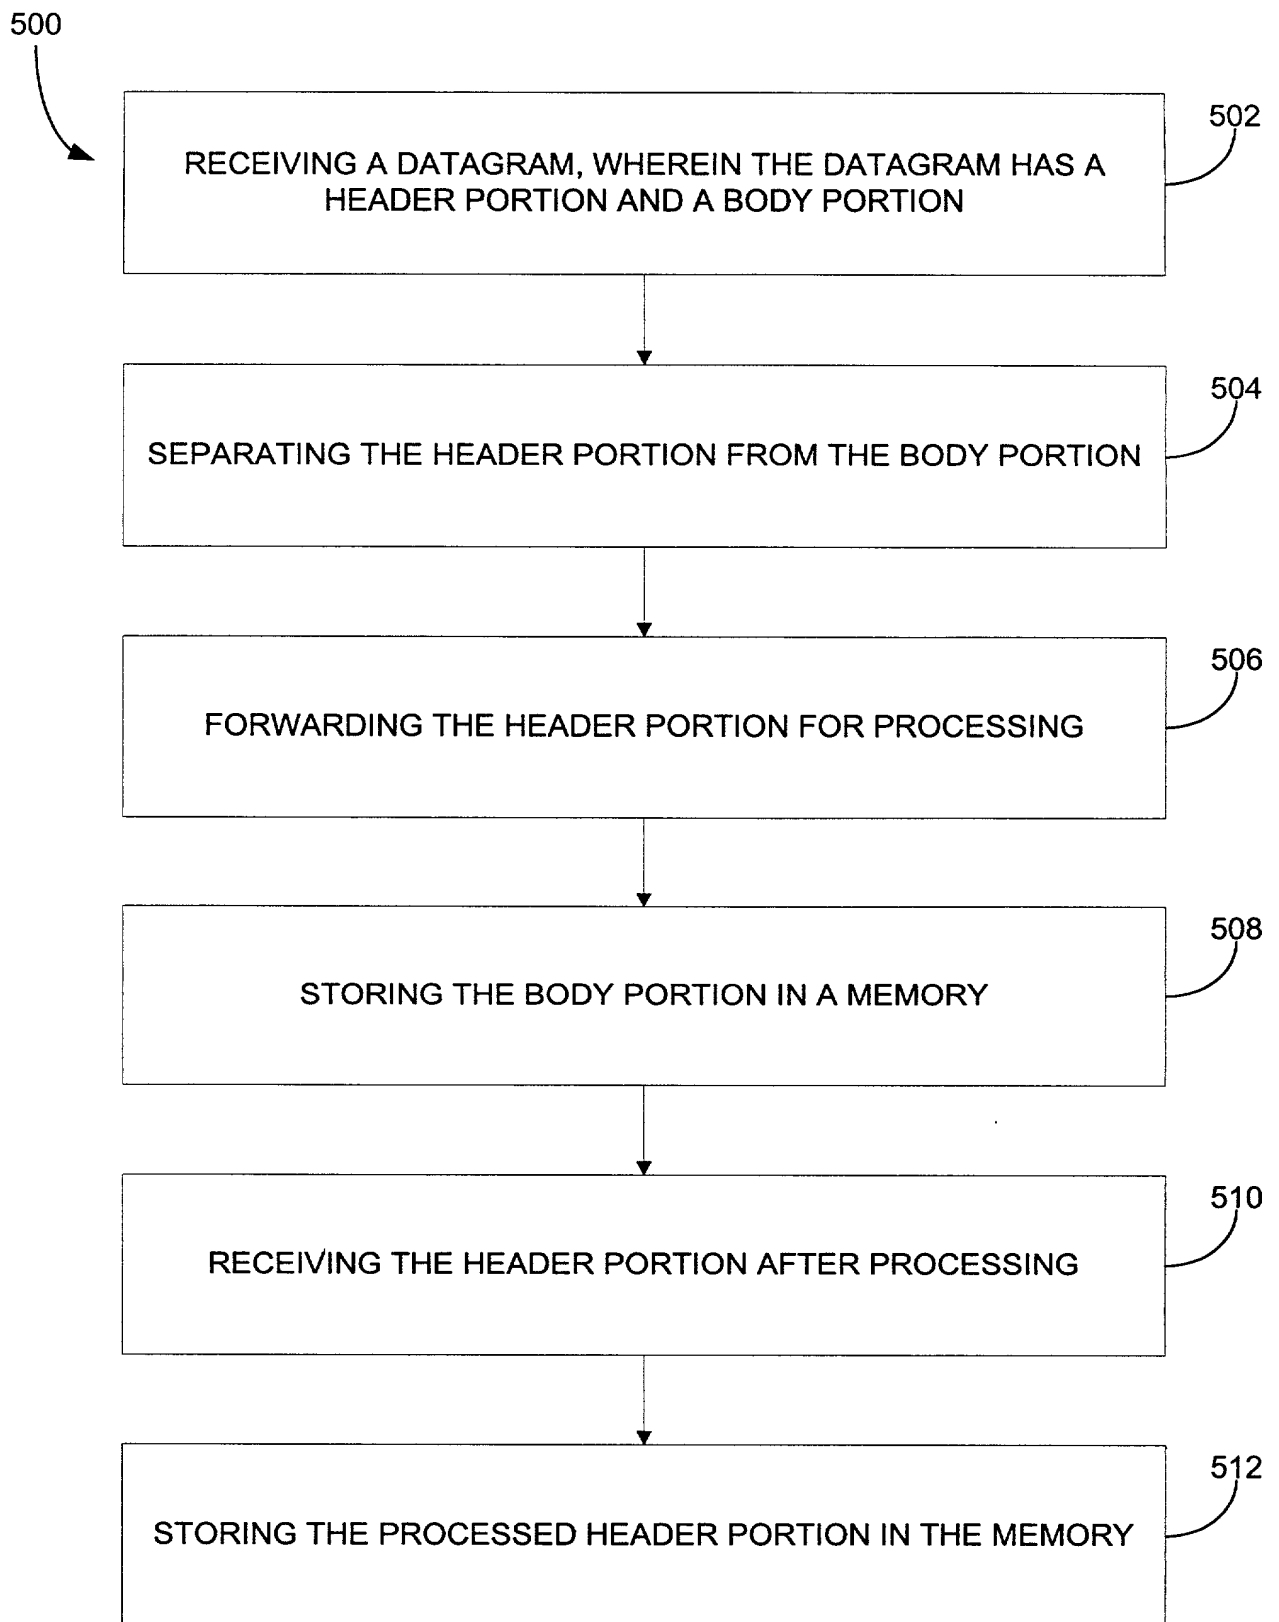 500
502
RECEIVING A DATAGRAM, WHEREIN THE DATAGRAM HAS A
HEADER PORTION AND A BODY PORTION
504
SEPARATING THE HEADER PORTION FROM THE BODY PORTION
506
FORWARDING THE HEADER PORTION FOR PROCESSING
508
STORING THE BODY PORTION IN A MEMORY
510
RECEIVING THE HEADER PORTION AFTER PROCESSING
512
STORING THE PROCESSED HEADER PORTION IN THE MEMORY